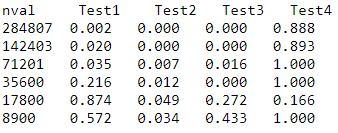 nval Test1 Test2 Test3 Test4
284807 0.002 0.000 0.000 0.888
142403 0.020 0.000 0.000 0.893
71201 0.035 0.007 0.016 1.000
35600 0.216 0.012 0.000 1.000
17800 0.874 0.049 0.272 0.166
8900 0.572 0.034 0.433 1.000